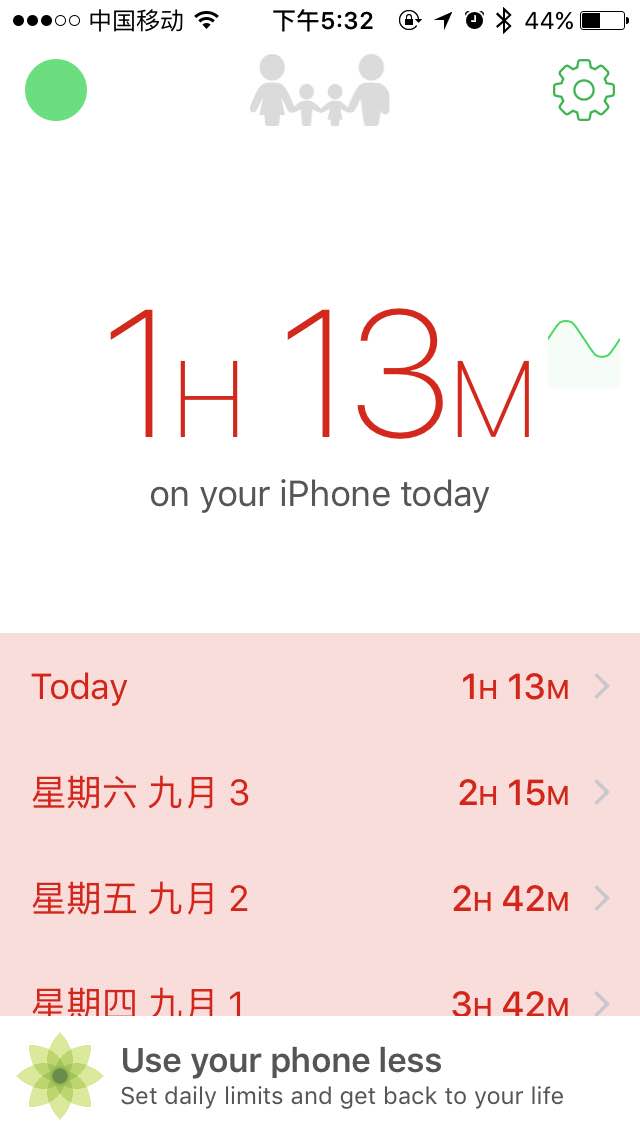 中国移动 下午5:32 44%
1H 13M
on your iPhone today
Today 1H 13M
星期六 九月 3 2H 15M
星期五 九月 2 2H 42M
星期四 九月 1 3H 42M
Use your phone less
Set daily limits and get back to your life